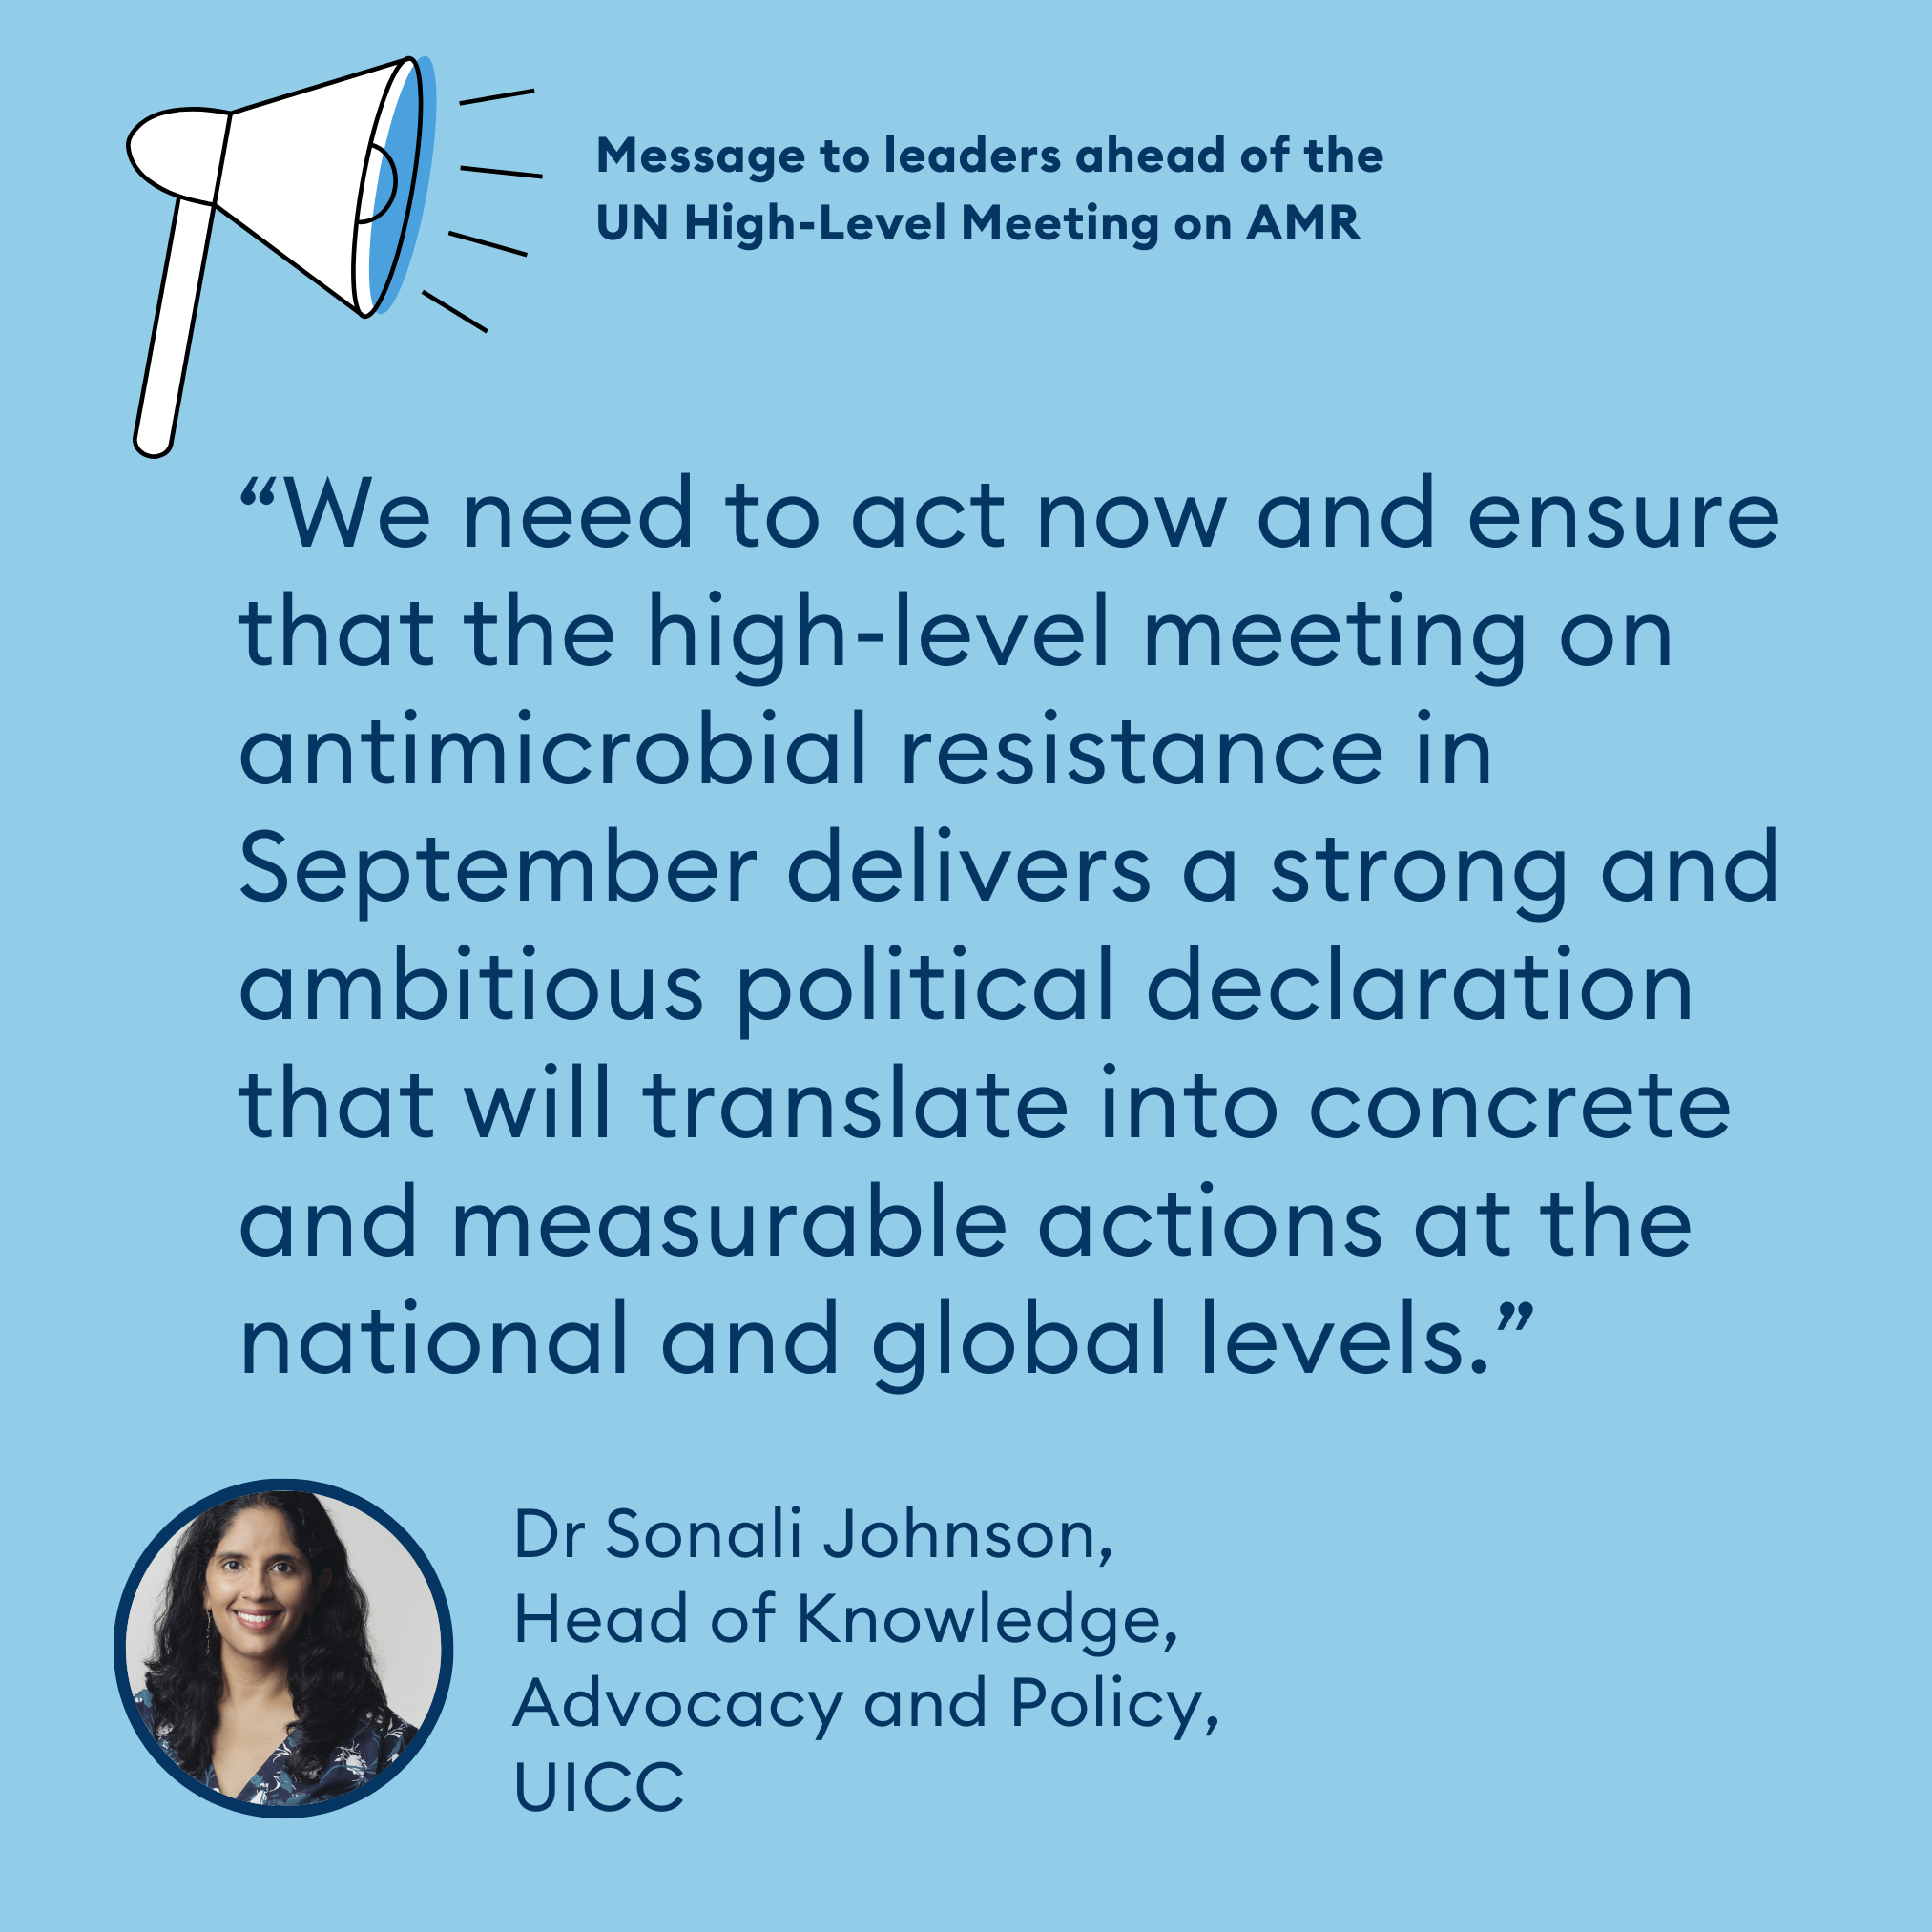 Message to leaders ahead of the
UN High-Level Meeting on AMR
“We need to act now and ensure
that the high-level meeting on
antimicrobial resistance in
September delivers a strong and
ambitious political declaration
that will translate into concrete
and measurable actions at the
national and global levels.”
Dr Sonali Johnson,
Head of Knowledge,
Advocacy and Policy,
UICC